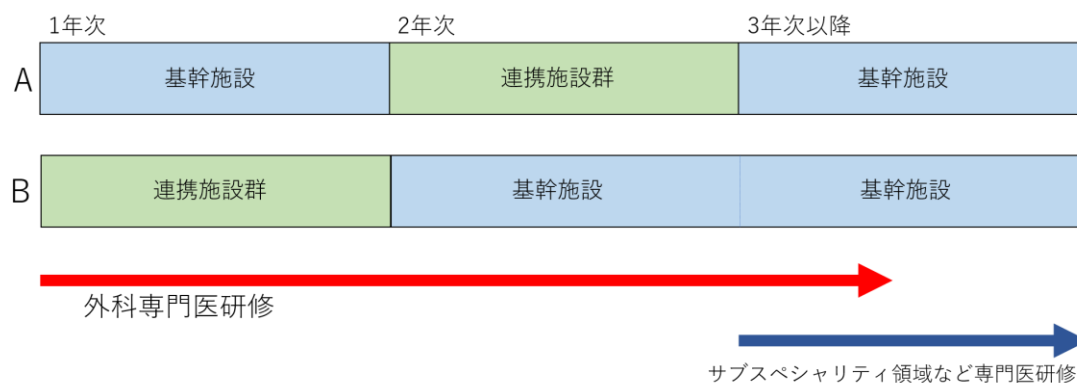 1年次 2年次 3年次以降
A 基幹施設 連携施設群 基幹施設
B 連携施設群 基幹施設 基幹施設
外科専門医研修
サブスペシャリティ領域など専門医研修